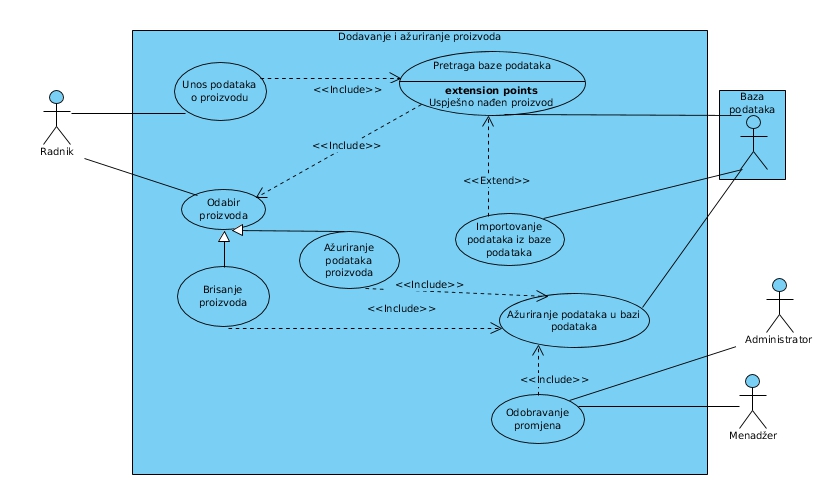 Dodavanje i ažuriranje proizvoda
Pretraga baze podataka
extension points
Uspješno nađen proizvod
Unos podataka
o proizvodu
<<Include>>
Baza
podataka
Radnik
<<Include>>
<<Extend>>
Odabir
proizvoda
Importovanje
podataka iz baze
podataka
Ažuriranje
podataka
proizvoda
Brisanje
proizvoda
<<Include>>
<<Include>>
Ažuriranje podataka u bazi
podataka
Administrator
<<Include>>
Odobravanje
promjena
Menadžer